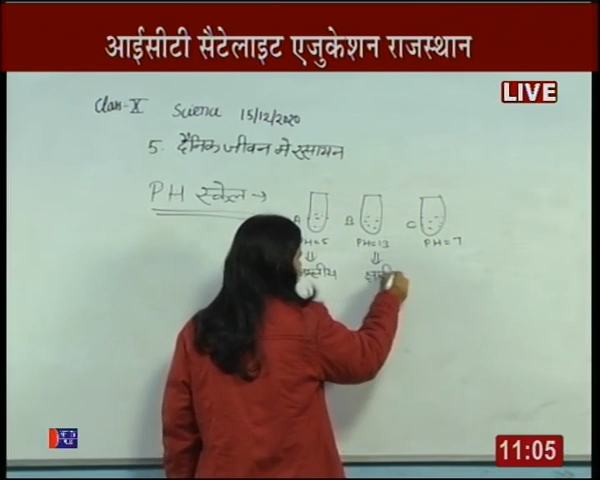 आईसीटी सैटेलाइट एजुकेशन राजस्थान
LIVE
Class-X Science 15/12/2020
5. दैनिक जीवन मे रसायन
PH स्केल →
A B C
PH=5 PH=13 PH=7
⇓ ⇓
11:05